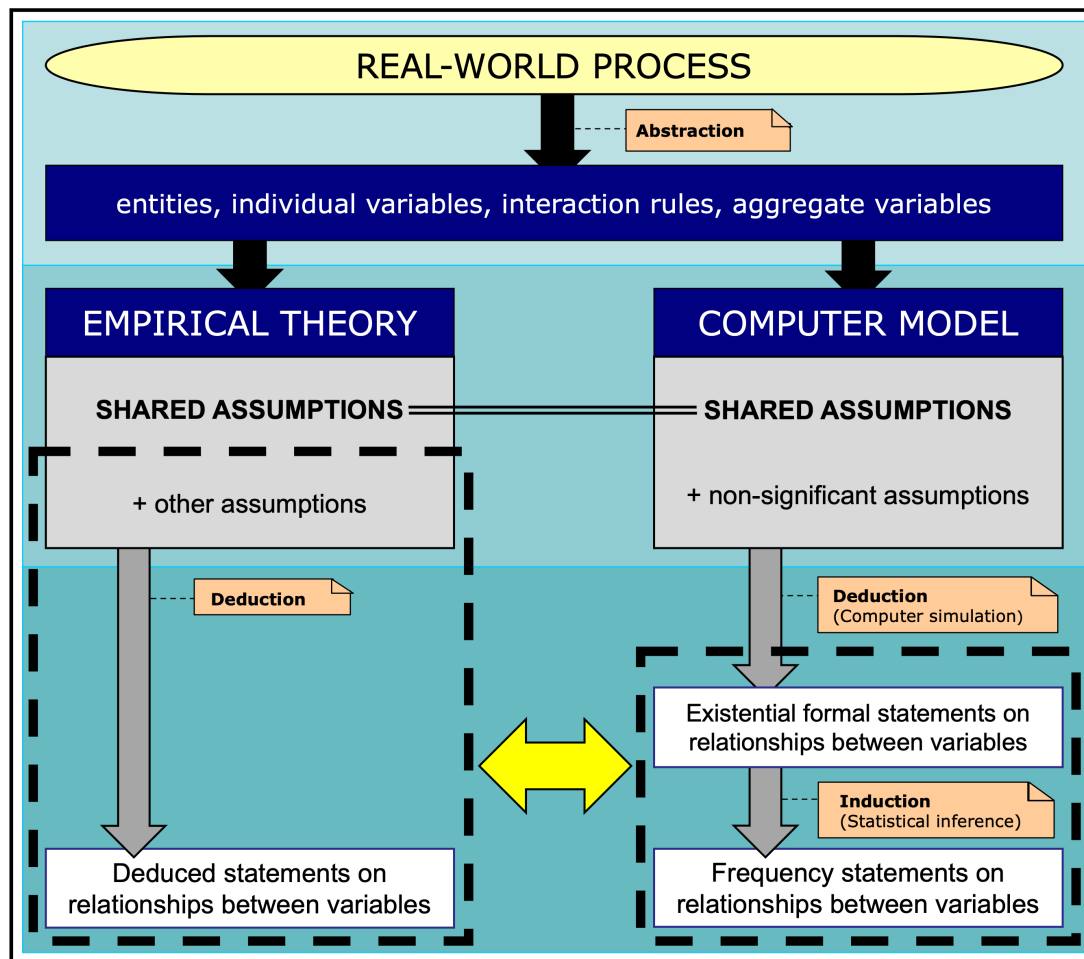 REAL-WORLD PROCESS
Abstraction
entities, individual variables, interaction rules, aggregate variables
EMPIRICAL THEORY
SHARED ASSUMPTIONS
+ other assumptions
Deduction
Deduced statements on
relationships between variables
COMPUTER MODEL
SHARED ASSUMPTIONS
+ non-significant assumptions
Deduction
(Computer simulation)
Existential formal statements on
relationships between variables
Induction
(Statistical inference)
Frequency statements on
relationships between variables